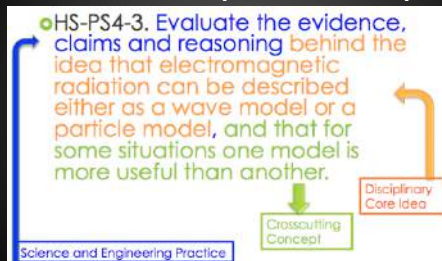 HS-PS4-3. Evaluate the evidence,
claims and reasoning behind the
idea that electromagnetic
radiation can be described
either as a wave model or a
particle model, and that for
some situations one model is
more useful than another.
Disciplinary
Core Idea
Crosscutting
Concept
Science and Engineering Practice